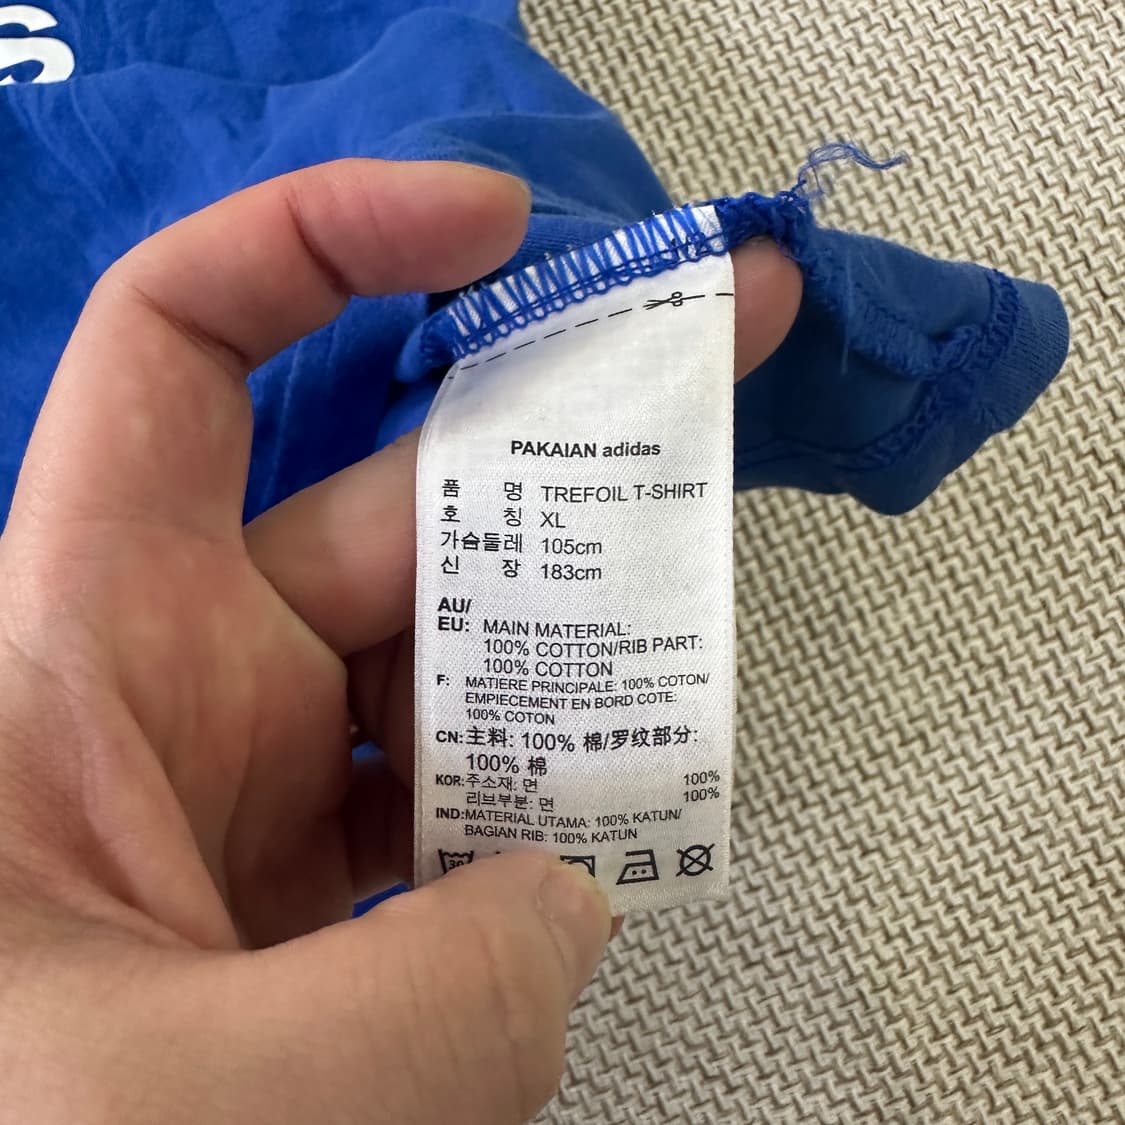 S
PAKAIAN adidas
품 명 TREFOIL T-SHIRT
호 칭 XL
가슴둘레 105cm
신 장 183cm
AU/
EU: MAIN MATERIAL:
100% COTTON/RIB PART:
100% COTTON
F: MATIERE PRINCIPALE: 100% COTON/
EMPIECEMENT EN BORD COTE:
100% COTON
CN:主料: 100% 棉/罗纹部分:
100% 棉
KOR:주소재: 면 100%
리브부분: 면 100%
IND:MATERIAL UTAMA: 100% KATUN/
BAGIAN RIB: 100% KATUN
30